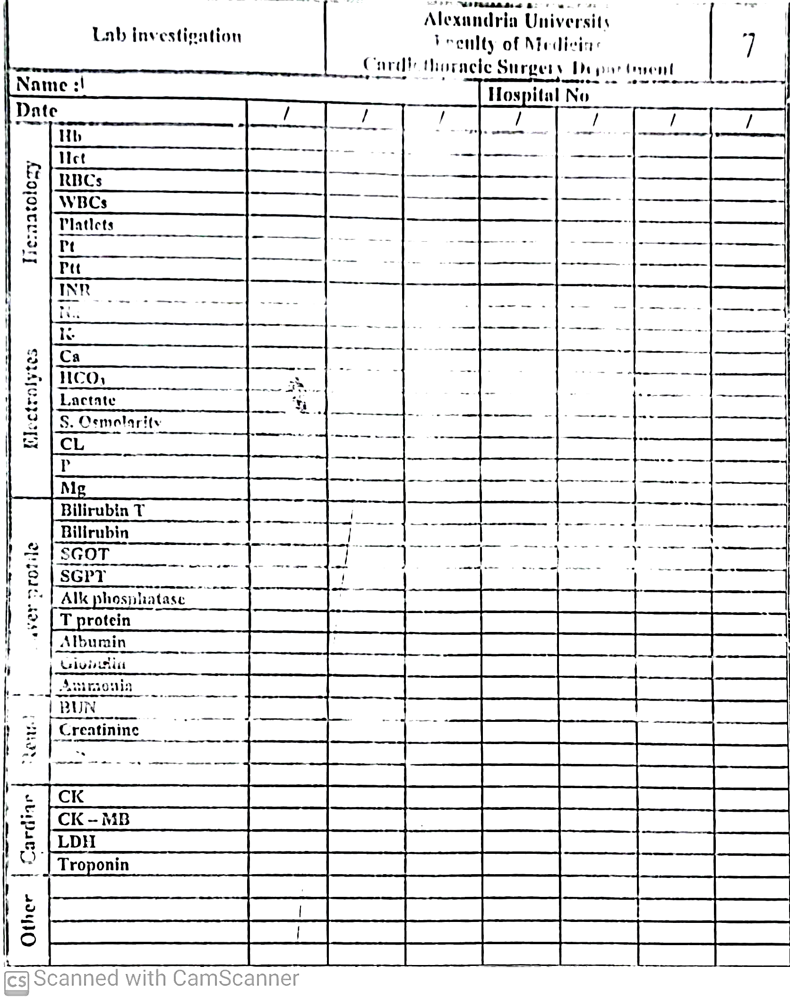 Lab investigation
Alexandria University
Faculty of Medicine
Cardiothoracic Surgery Department
7
Name :
Hospital No
Date / / / / / / /
Hematology
Hb
Hct
RBCs
WBCs
Platlets
Pt
Ptt
INR
Electrolytes
Na
K
Ca
HCO3
Lactate
S. Osmolarity
CL
P
Mg
Liver profile
Bilirubin T
Bilirubin
SGOT
SGPT
Alk phosphatase
T protein
Albumin
Globulin
Ammonia
Renal
BUN
Creatinine
Cardiac
CK
CK – MB
LDH
Troponin
Other
CS Scanned with CamScanner